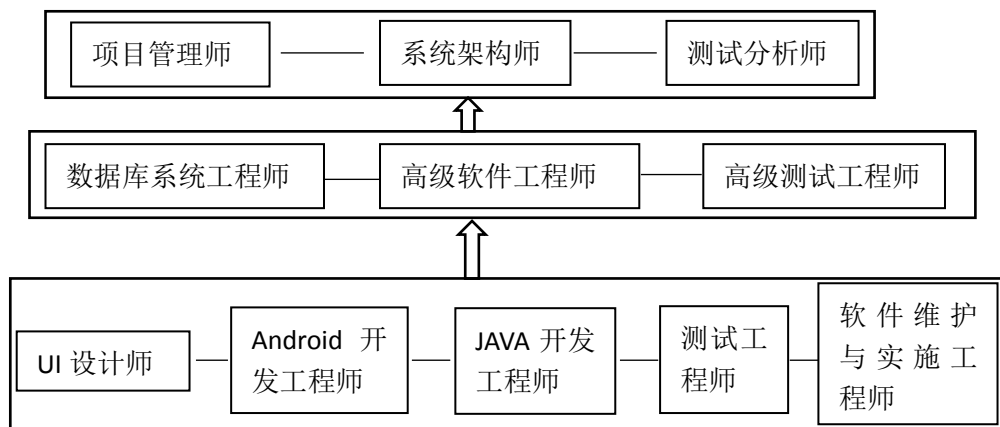 项目管理师
系统架构师
测试分析师
数据库系统工程师
高级软件工程师
高级测试工程师
UI 设计师
Android 开
发工程师
JAVA 开发
工程师
测试工
程师
软件维护
与实施工
程师